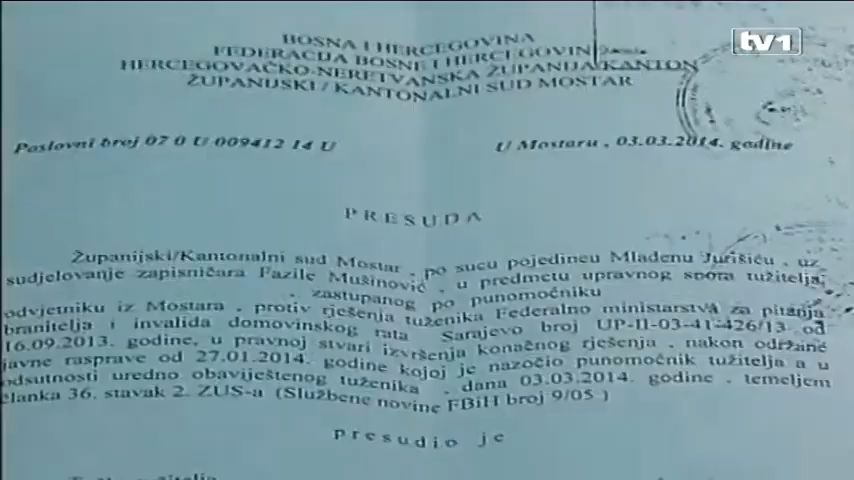 tv1
BOSNA I HERCEGOVINA
FEDERACIJA BOSNE I HERCEGOVIN
HERCEGOVAČKO-NERETVANSKA ŽUPANIJA/KANTON
ŽUPANIJSKI / KANTONALNI SUD MOSTAR
Poslovni broj 07 0 U 009412 14 U
U Mostaru , 03.03.2014. godine
PRESUDA
Županijski/Kantonalni sud Mostar , po sucu pojedincu Mladenu Jurišiću , uz
sudjelovanje zapisničara Fazile Mušinović , u predmetu upravnog spora tužitelja
, zastupanog po punomoćniku
odvjetniku iz Mostara , protiv rješenja tuženika Federalno ministarstva za pitanja
branitelja i invalida domovinskog rata Sarajevo broj UP-II-03-41-426/13 od
16.09.2013. godine, u pravnoj stvari izvršenja konačnog rješenja , nakon održane
javne rasprave od 27.01.2014. godine kojoj je nazočio punomoćnik tužitelja a u
odsutnosti uredno obaviještenog tuženika , dana 03.03.2014. godine , temeljem
članka 36. stavak 2. ZUS-a (Službene novine FBiH broj 9/05 )
presudio je